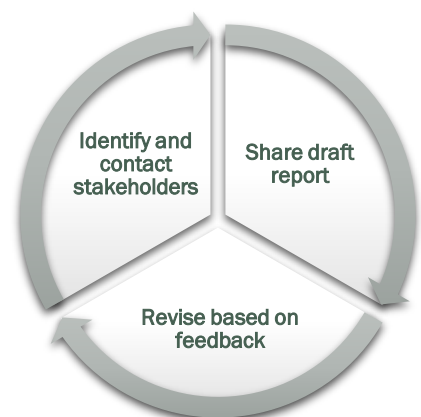 Identify and
contact
stakeholders
Share draft
report
Revise based on
feedback